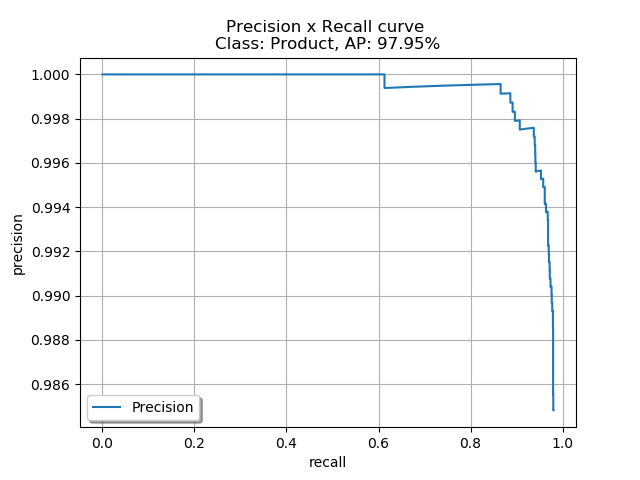 Precision x Recall curve
Class: Product, AP: 97.95%
1.000
0.998
0.996
0.994
0.992
0.990
0.988
0.986
precision
Precision
0.0 0.2 0.4 0.6 0.8 1.0
recall